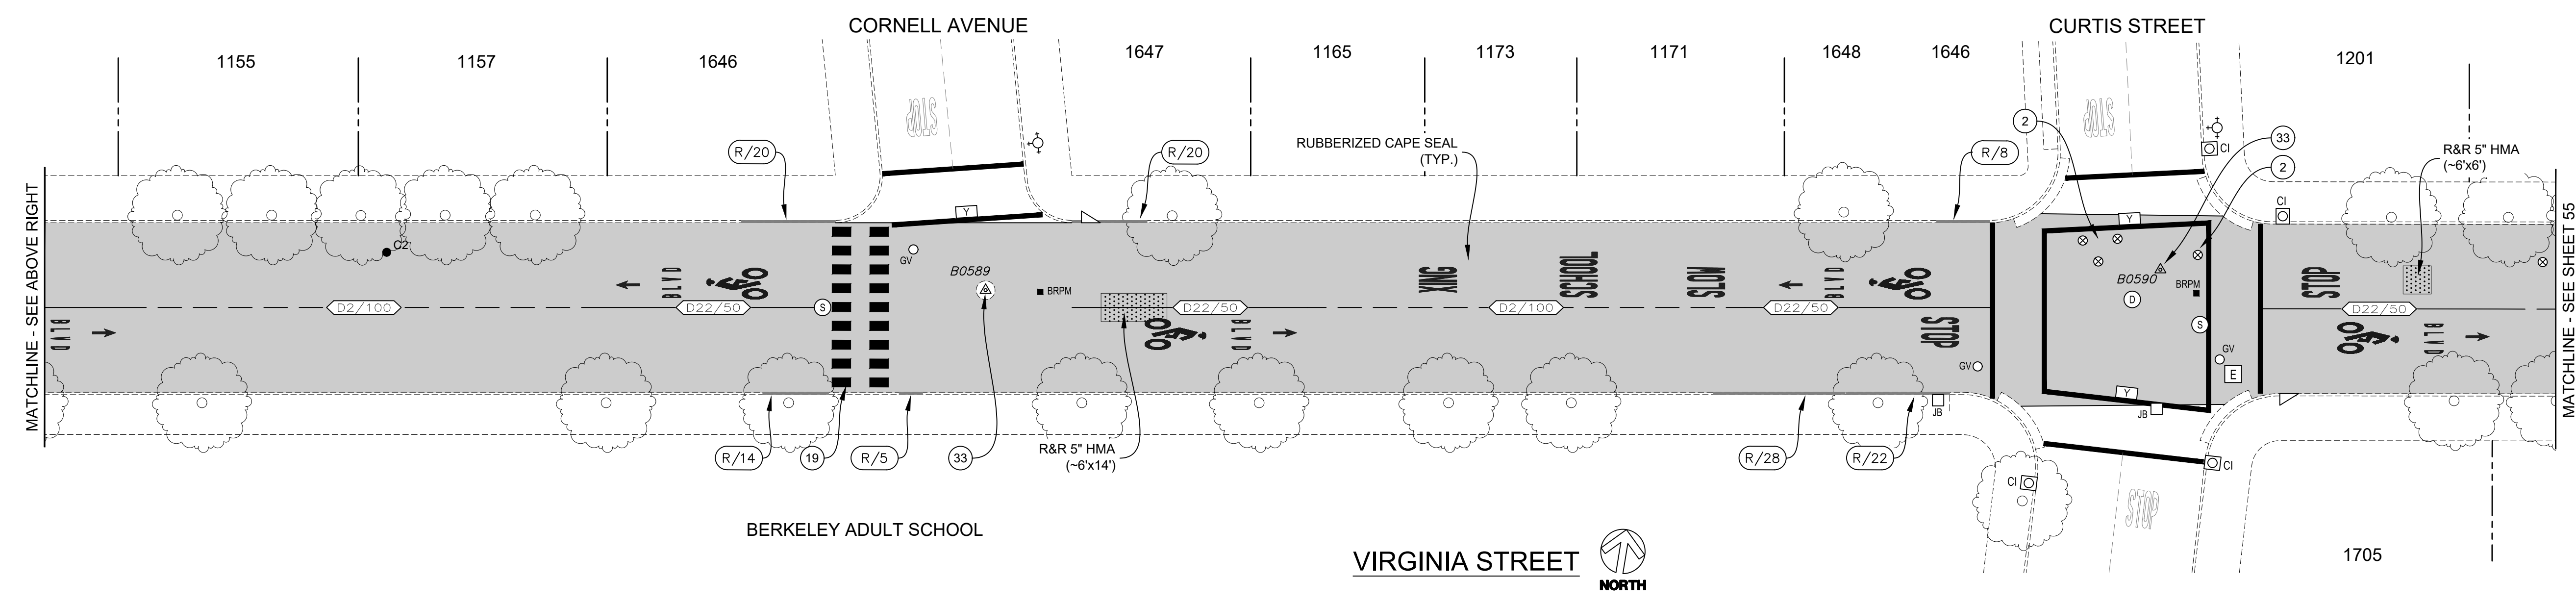 CORNELL AVENUE
CURTIS STREET
1155
1157
1646
1647
1165
1173
1171
1648
1646
1201
STOP
STOP
2
33
2
R/20
R/20
RUBBERIZED CAPE SEAL
(TYP.)
R/8
CI
R&R 5" HMA
(~6'x6')
MATCHLINE - SEE ABOVE RIGHT
MATCHLINE - SEE SHEET 55
Y
Y
CI
C2
GV
B0589
BRPM
BLVD
XING
SCHOOL
SLOW
BLVD
B0590
BRPM
D
STOP
D2/100
D22/50
S
D22/50
D2/100
D22/50
D22/50
BLVD
BLVD
STOP
S
BLVD
GV
GV
E
Y
JB
JB
R/14
19
R/5
33
R&R 5" HMA
(~6'x14')
R/28
R/22
CI
CI
STOP
BERKELEY ADULT SCHOOL
VIRGINIA STREET
NORTH
1705